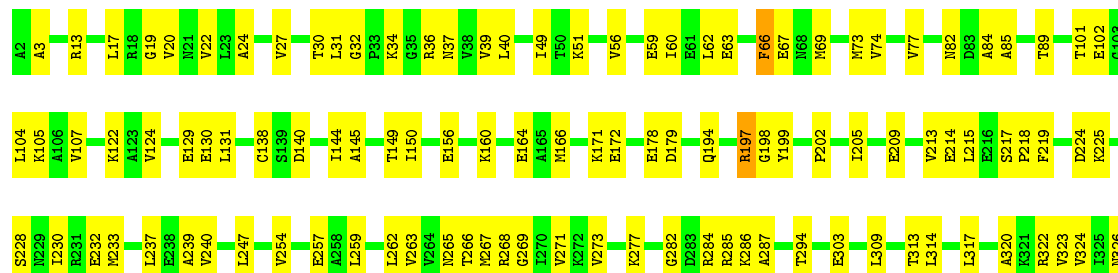 A2 A3 R13 L17 R18 G19 V20 N21 V22 L23 A24 V27 T30 L31 G32 P33 K34 G35 R36 N37 V38 V39 L40 I49 T50 K51 V56 E59 I60 E61 L62 E63 F66 E67 N68 M69 M73 V74 V77 N82 D83 A84 A85 T89 T101 E102 G103
L104 K105 A106 V107 K122 A123 V124 E129 E130 L131 C138 S139 D140 I144 A145 T149 I150 E156 K160 E164 A165 M166 K171 E172 E178 D179 Q194 R197 G198 Y199 P202 I205 E209 V213 E214 L215 E216 S217 P218 F219 D224 K225
S228 N229 I230 R231 E232 M233 L237 E238 A239 V240 L247 V254 E257 A258 L259 L262 V263 V264 N265 T266 M267 R268 G269 I270 V271 K272 V273 K277 G282 D283 R284 R285 K286 A287 T294 E303 L309 T313 L314 L317 A320 K321 R322 V323 V324 I325